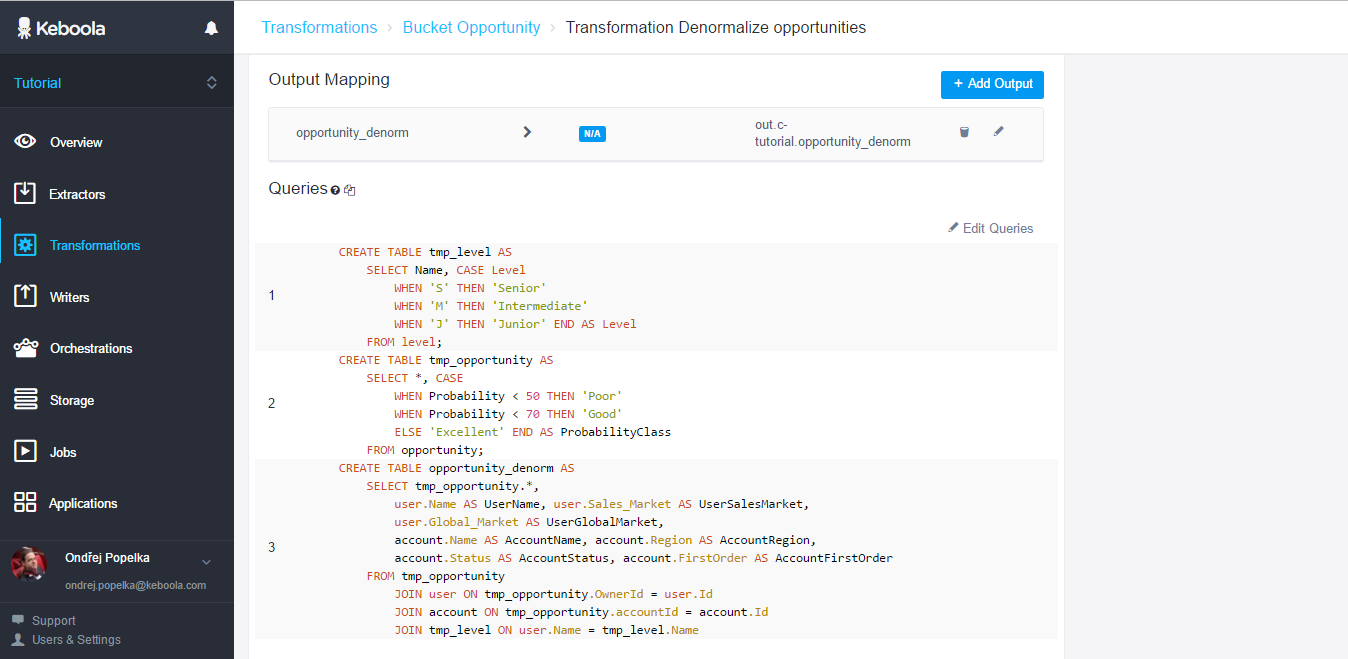 Keboola
Transformations › Bucket Opportunity › Transformation Denormalize opportunities
Tutorial
Overview
Extractors
Transformations
Writers
Orchestrations
Storage
Jobs
Applications
Ondřej Popelka
ondrej.popelka@keboola.com
Support
Users & Settings
Output Mapping
+ Add Output
opportunity_denorm
N/A
out.c-
tutorial.opportunity_denorm
Queries
Edit Queries
1
CREATE TABLE tmp_level AS
SELECT Name, CASE Level
WHEN 'S' THEN 'Senior'
WHEN 'M' THEN 'Intermediate'
WHEN 'J' THEN 'Junior' END AS Level
FROM level;
2
CREATE TABLE tmp_opportunity AS
SELECT *, CASE
WHEN Probability < 50 THEN 'Poor'
WHEN Probability < 70 THEN 'Good'
ELSE 'Excellent' END AS ProbabilityClass
FROM opportunity;
3
CREATE TABLE opportunity_denorm AS
SELECT tmp_opportunity.*,
user.Name AS UserName, user.Sales_Market AS UserSalesMarket,
user.Global_Market AS UserGlobalMarket,
account.Name AS AccountName, account.Region AS AccountRegion,
account.Status AS AccountStatus, account.FirstOrder AS AccountFirstOrder
FROM tmp_opportunity
JOIN user ON tmp_opportunity.OwnerId = user.Id
JOIN account ON tmp_opportunity.accountId = account.Id
JOIN tmp_level ON user.Name = tmp_level.Name